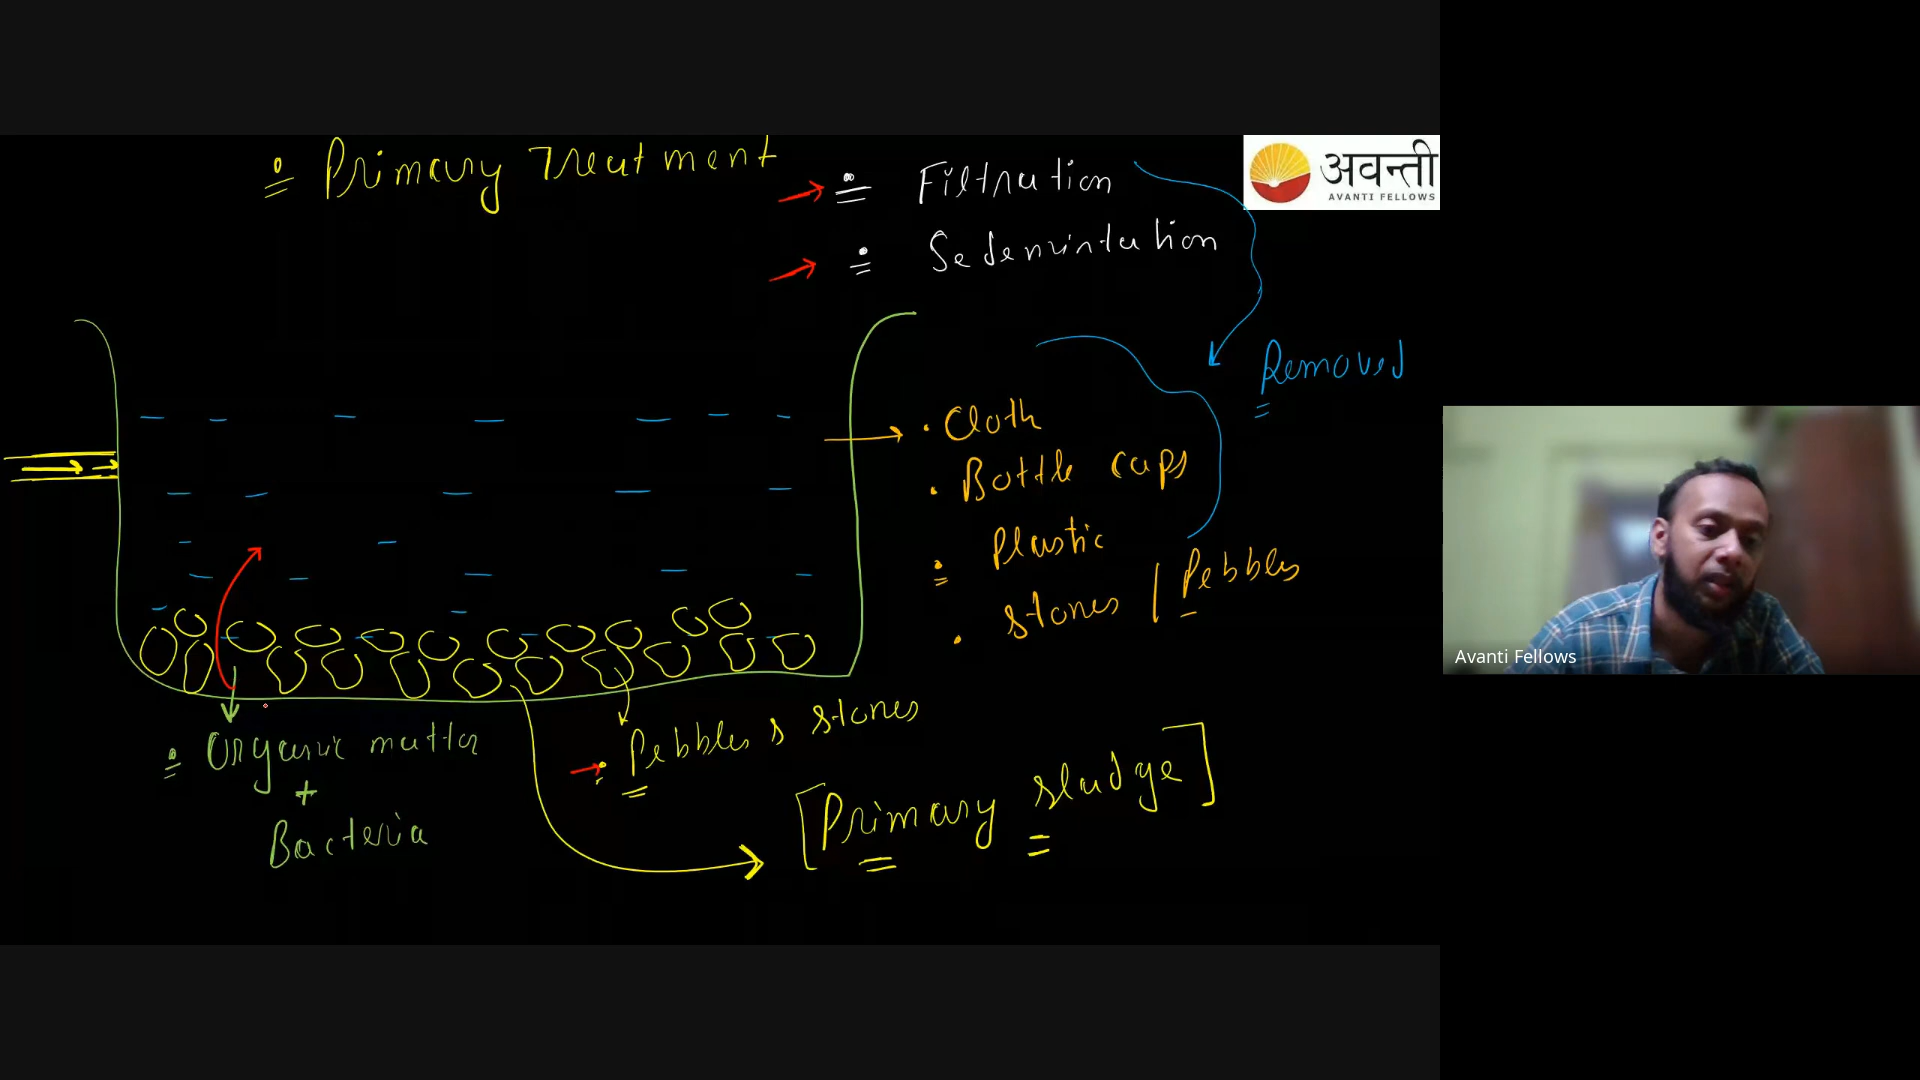 Primary Treatment
Filtration
Sedemintation
अवन्ती
AVANTI FELLOWS
Removed
Cloth
Bottle caps
Plastic
stones / Pebbles
Organic matter
+
Bacteria
Pebbles s stones
[Primary sludge]
Avanti Fellows